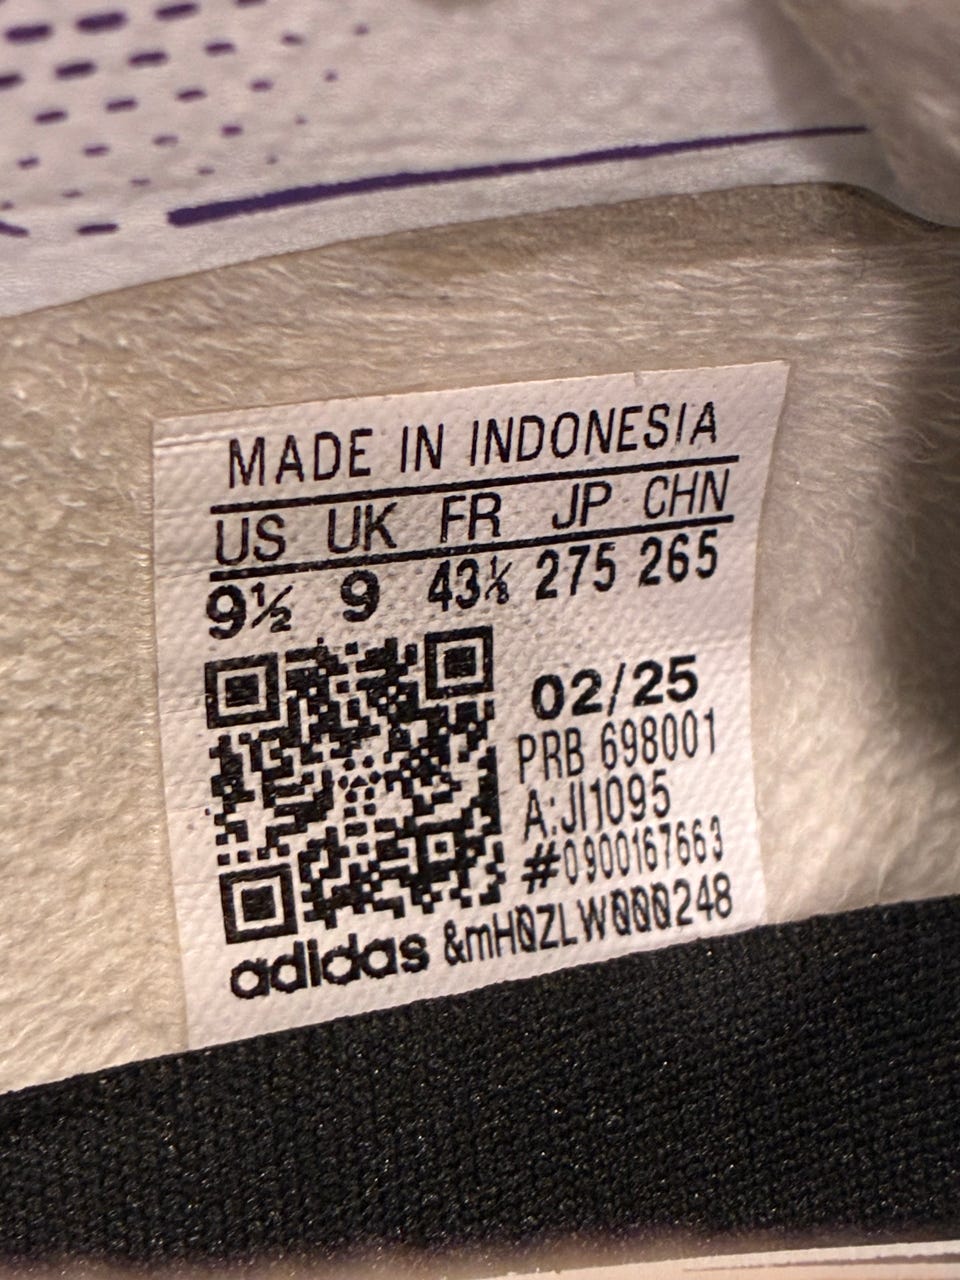 MADE IN INDONESIA
US UK FR JP CHN
9½ 9 43⅓ 275 265
02/25
PRB 698001
A:JI1095
#0900167663
adidas &mH0ZLW000248